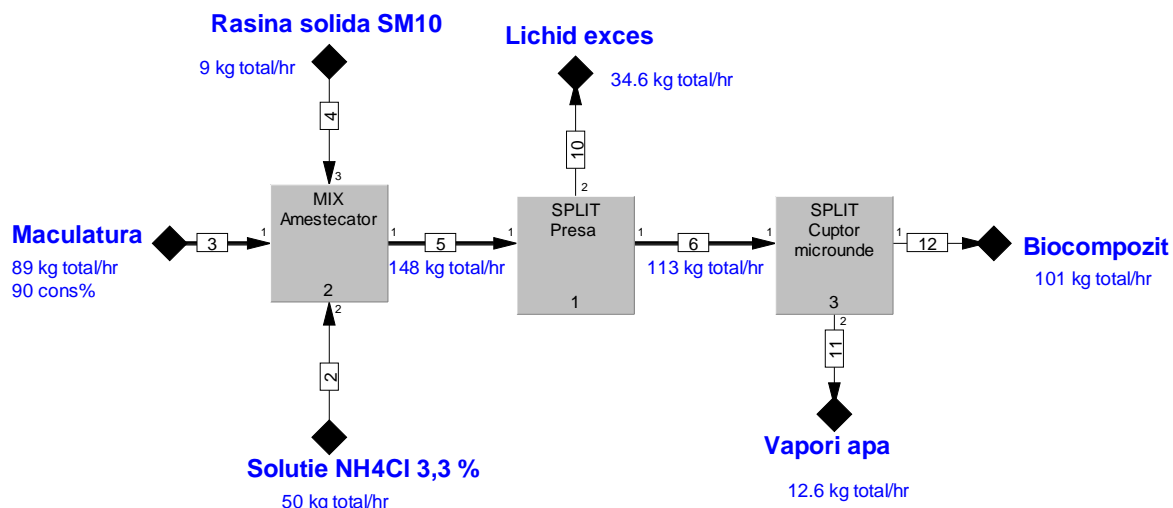 Rasina solida SM10
9 kg total/hr
4
3
MIX
Amestecator
2
Maculatura
89 kg total/hr
90 cons%
3
1
1
5
148 kg total/hr
2
2
Solutie NH4Cl 3,3 %
50 kg total/hr
Lichid exces
34.6 kg total/hr
10
2
SPLIT
Presa
1
1
1
6
113 kg total/hr
SPLIT
Cuptor
microunde
3
1
1
12
Biocompozit
101 kg total/hr
2
11
Vapori apa
12.6 kg total/hr